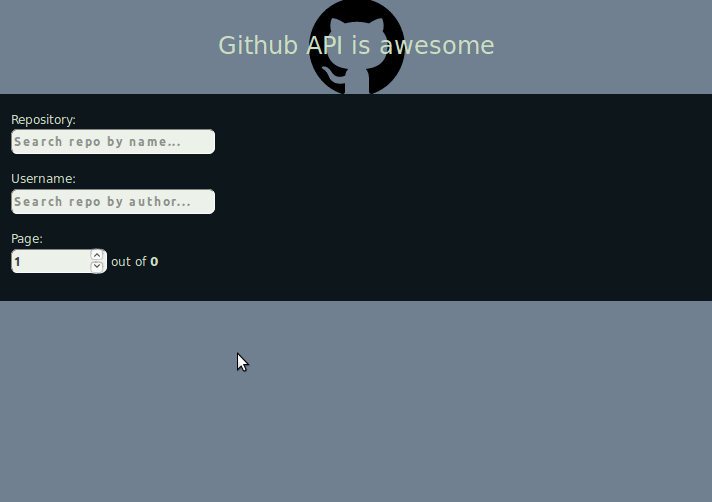 Github API is awesome
Repository:
Search repo by name...
Username:
Search repo by author...
Page:
1 out of 0